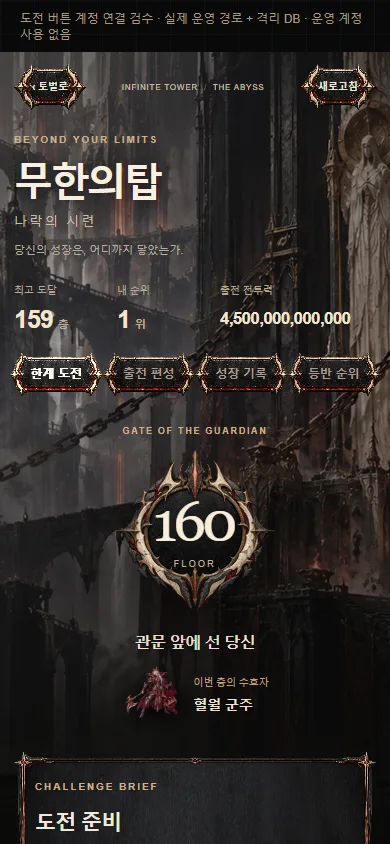 도전 버튼 계정 연결 검수 · 실제 운영 경로 + 격리 DB · 운영 계정
사용 없음
토벌로
INFINITE TOWER / THE ABYSS
새로고침
BEYOND YOUR LIMITS
무한의탑
나락의 시련
당신의 성장은, 어디까지 닿았는가.
최고 도달 내 순위 출전 전투력
159 층 1 위 4,500,000,000,000
한계 도전 출전 편성 성장 기록 등반 순위
GATE OF THE GUARDIAN
160
FLOOR
관문 앞에 선 당신
이번 층의 수호자
혈월 군주
CHALLENGE BRIEF
도전 준비